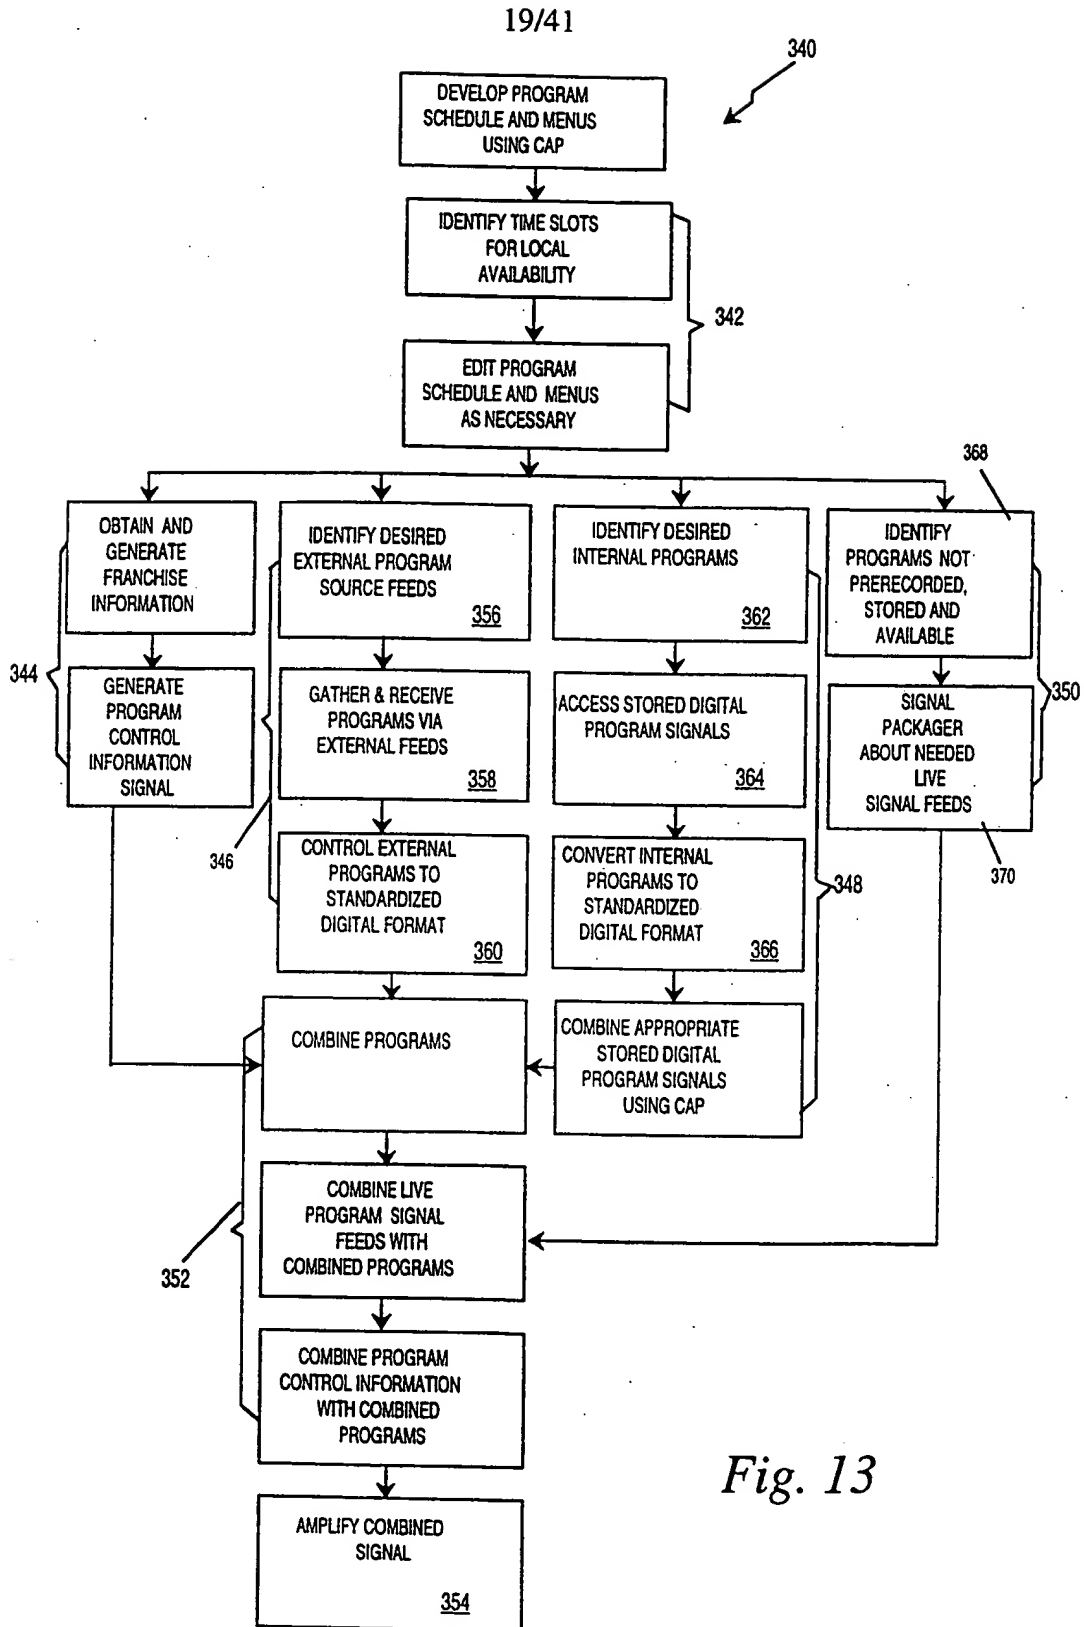 19/41
340
DEVELOP PROGRAM
SCHEDULE AND MENUS
USING CAP
IDENTIFY TIME SLOTS
FOR LOCAL
AVAILABILITY
342
EDIT PROGRAM
SCHEDULE AND MENUS
AS NECESSARY
344
OBTAIN AND
GENERATE
FRANCHISE
INFORMATION
GENERATE
PROGRAM
CONTROL
INFORMATION
SIGNAL
346
IDENTIFY DESIRED
EXTERNAL PROGRAM
SOURCE FEEDS
356
GATHER & RECEIVE
PROGRAMS VIA
EXTERNAL FEEDS
358
CONTROL EXTERNAL
PROGRAMS TO
STANDARDIZED
DIGITAL FORMAT
360
IDENTIFY DESIRED
INTERNAL PROGRAMS
362
ACCESS STORED DIGITAL
PROGRAM SIGNALS
364
CONVERT INTERNAL
PROGRAMS TO
STANDARDIZED
DIGITAL FORMAT
366
348
COMBINE APPROPRIATE
STORED DIGITAL
PROGRAM SIGNALS
USING CAP
368
IDENTIFY
PROGRAMS NOT
PRERECORDED,
STORED AND
AVAILABLE
350
SIGNAL
PACKAGER
ABOUT NEEDED
LIVE
SIGNAL FEEDS
370
COMBINE PROGRAMS
352
COMBINE LIVE
PROGRAM SIGNAL
FEEDS WITH
COMBINED PROGRAMS
COMBINE PROGRAM
CONTROL INFORMATION
WITH COMBINED
PROGRAMS
AMPLIFY COMBINED
SIGNAL
354
Fig. 13